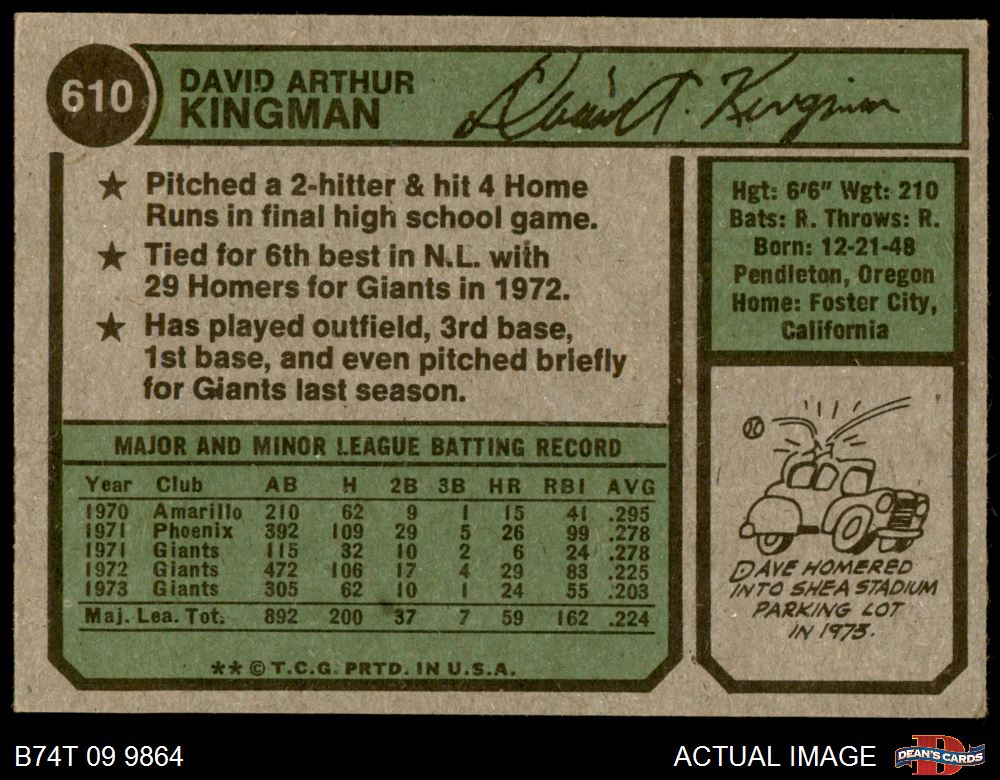 610
DAVID ARTHUR
KINGMAN
David A. Kingman
★ Pitched a 2-hitter & hit 4 Home
Runs in final high school game.
★ Tied for 6th best in N.L. with
29 Homers for Giants in 1972.
★ Has played outfield, 3rd base,
1st base, and even pitched briefly
for Giants last season.
Hgt: 6'6" Wgt: 210
Bats: R. Throws: R.
Born: 12-21-48
Pendleton, Oregon
Home: Foster City,
California
MAJOR AND MINOR LEAGUE BATTING RECORD
Year Club AB H 2B 3B HR RBI AVG
1970 Amarillo 210 62 9 1 15 41 .295
1971 Phoenix 392 109 29 5 26 99 .278
1971 Giants 115 32 10 2 6 24 .278
1972 Giants 472 106 17 4 29 83 .225
1973 Giants 305 62 10 1 24 55 .203
Maj. Lea. Tot. 892 200 37 7 59 162 .224
**© T.C.G. PRTD. IN U.S.A.
DAVE HOMERED
INTO SHEA STADIUM
PARKING LOT
IN 1973.
B74T 09 9864
ACTUAL IMAGE
DEAN'S CARDS